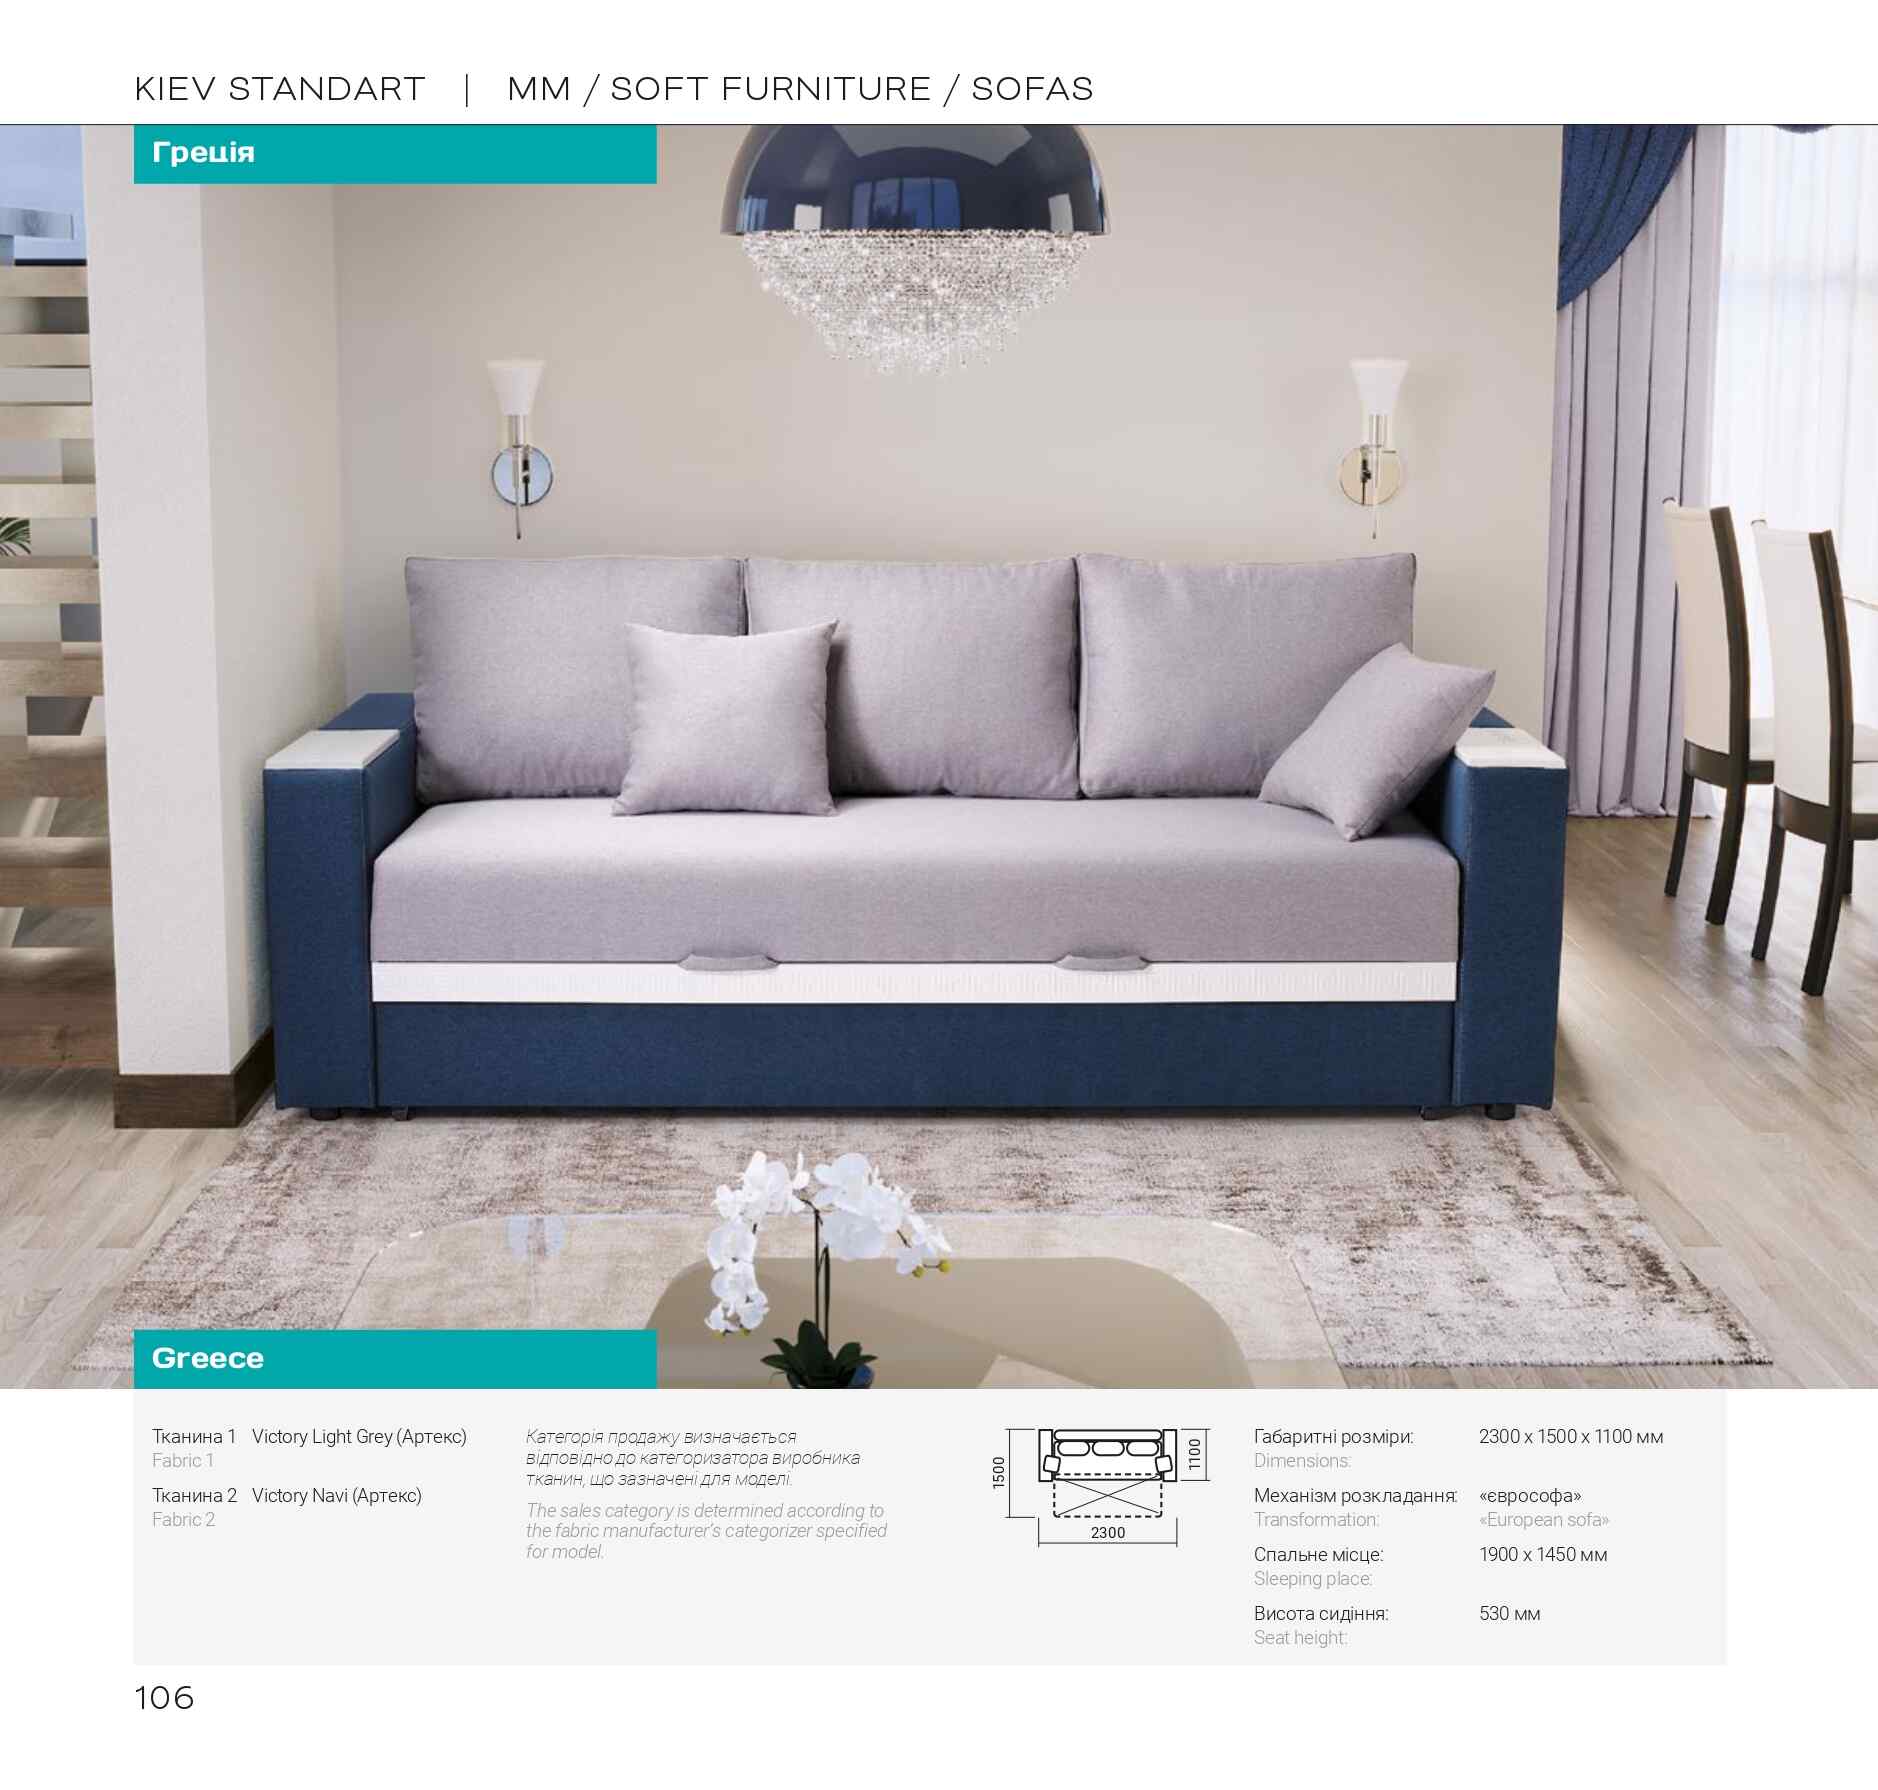 KIEV STANDART | MM / SOFT FURNITURE / SOFAS
Греція
Greece
Тканина 1 Victory Light Grey (Артекс)
Fabric 1
Тканина 2 Victory Navi (Артекс)
Fabric 2
Категорія продажу визначається
відповідно до категоризатора виробника
тканин, що зазначені для моделі.
The sales category is determined according to
the fabric manufacturer's categorizer specified
for model.
1500
1100
2300
Габаритні розміри: 2300 x 1500 x 1100 мм
Dimensions:
Механізм розкладання: «єврософа»
Transformation: «European sofa»
Спальне місце: 1900 x 1450 мм
Sleeping place:
Висота сидіння: 530 мм
Seat height:
106